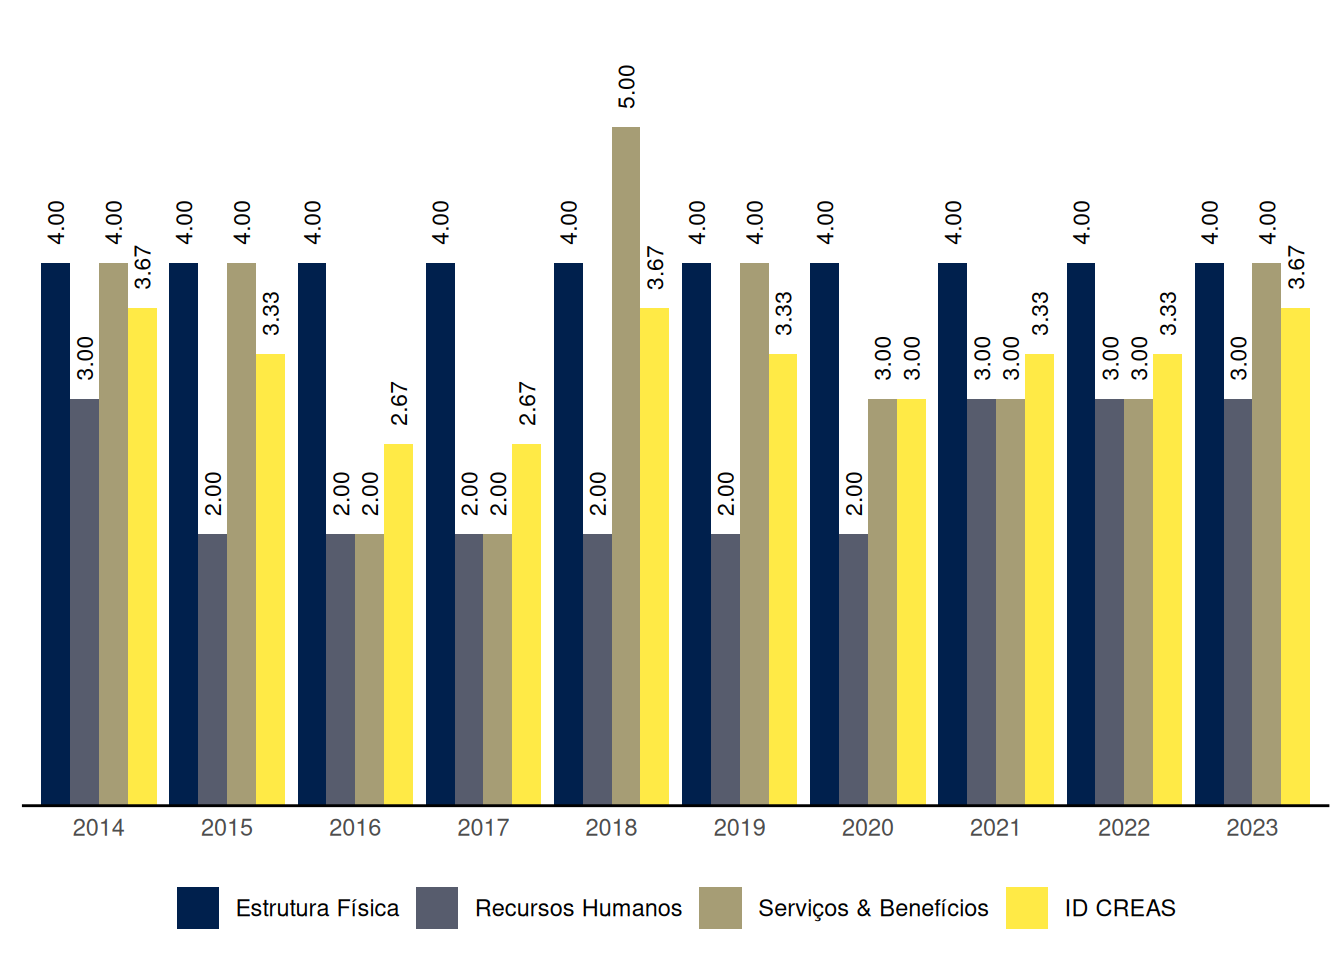 5.00
4.00 4.00 4.00 4.00 4.00 4.00 4.00 4.00 4.00 4.00 4.00 4.00 4.00 4.00
3.67 3.67 3.67
3.33 3.33 3.33 3.33
3.00 3.00 3.00 3.00 3.00 3.00 3.00 3.00
2.67 2.67
2.00 2.00 2.00 2.00 2.00 2.00 2.00 2.00
2014 2015 2016 2017 2018 2019 2020 2021 2022 2023
Estrutura Física Recursos Humanos Serviços & Benefícios ID CREAS